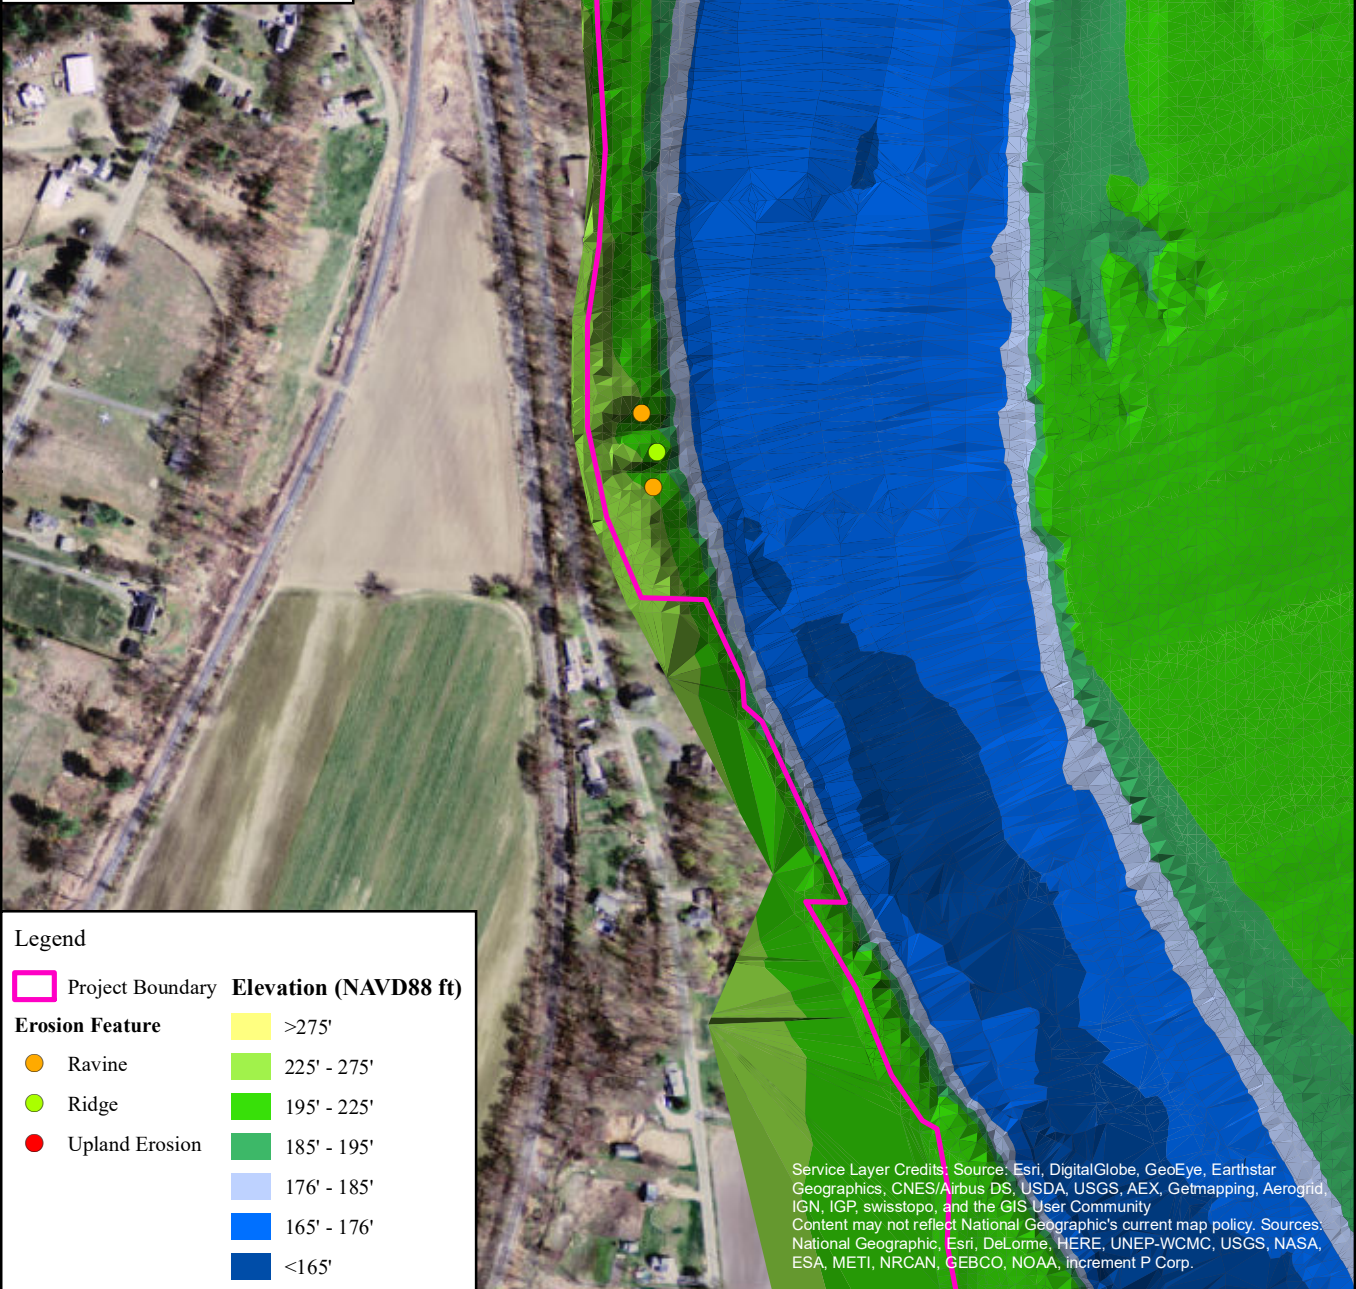 Legend
Project Boundary
Erosion Feature
Ravine
Ridge
Upland Erosion
Elevation (NAVD88 ft)
>275'
225' - 275'
195' - 225'
185' - 195'
176' - 185'
165' - 176'
<165'
Service Layer Credits: Source: Esri, DigitalGlobe, GeoEye, Earthstar
Geographics, CNES/Airbus DS, USDA, USGS, AEX, Getmapping, Aerogrid,
IGN, IGP, swisstopo, and the GIS User Community
Content may not reflect National Geographic's current map policy. Sources:
National Geographic, Esri, DeLorme, HERE, UNEP-WCMC, USGS, NASA,
ESA, METI, NRCAN, GEBCO, NOAA, increment P Corp.